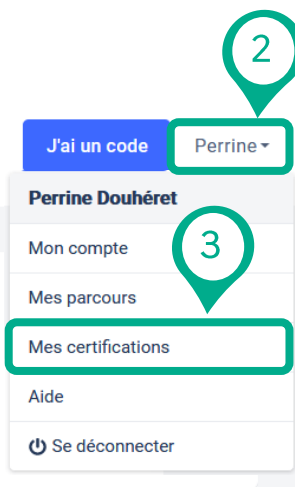 2
J'ai un code Perrine
Perrine Douhéret
Mon compte
3
Mes parcours
Mes certifications
Aide
Se déconnecter